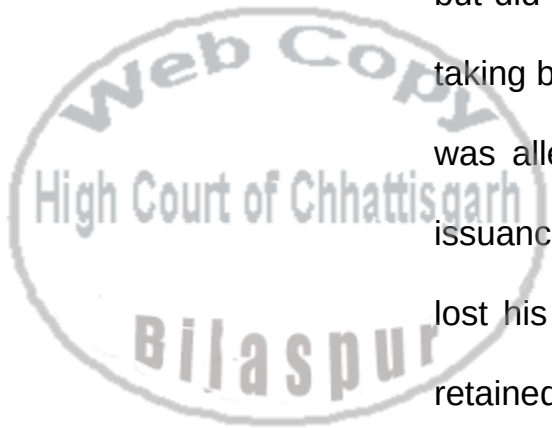 but did
Web Copy
taking b
was alle
High Court of Chhattisgarh
issuanc
lost his
Bilaspur
retained